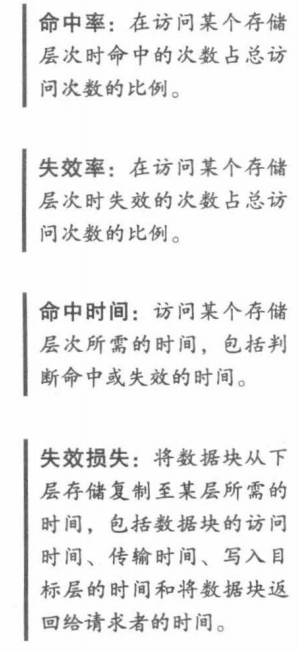 命中率：在访问某个存储
层次时命中的次数占总访
问次数的比例。
失效率：在访问某个存储
层次时失效的次数占总访
问次数的比例。
命中时间：访问某个存储
层次所需的时间，包括判
断命中或失效的时间。
失效损失：将数据块从下
层存储复制至某层所需的
时间，包括数据块的访问
时间、传输时间、写入目
标层的时间和将数据块返
回给请求者的时间。